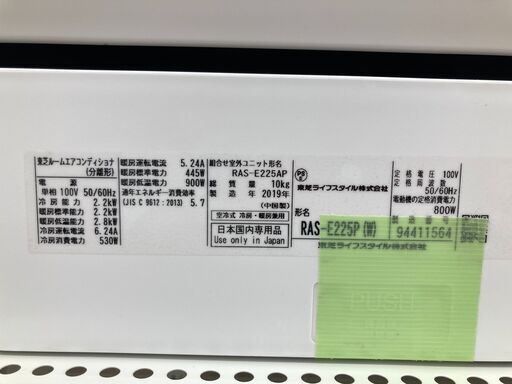 東芝ルームエアコンディショナ
(分離形)
電 源
単相 100V 50/60Hz
冷房能力 2.2kW
暖房標準能力 2.2kW
暖房低温能力 2.8kW
冷房運転電流 6.24A
冷房消費電力 530W
暖房運転電流 5.24A
暖房標準電力 445W
暖房低温電力 900W
通年エネルギー消費効率
(JIS C 9612:2013) 5.7
組合せ室外ユニット形名
RAS-E225AP
総質量 10kg
製造年 2019年
(中国製)
空冷式 冷房・暖房兼用
日本国内専用品
Use only in Japan
PSE
東芝ライフスタイル株式会社
形名
RAS-E225P(W)
定格電圧 100V
定格周波数
50/60Hz
電動機の定格消費電力
800W
製造番号
94411564
東芝ライフスタイル株式会社
PUSH